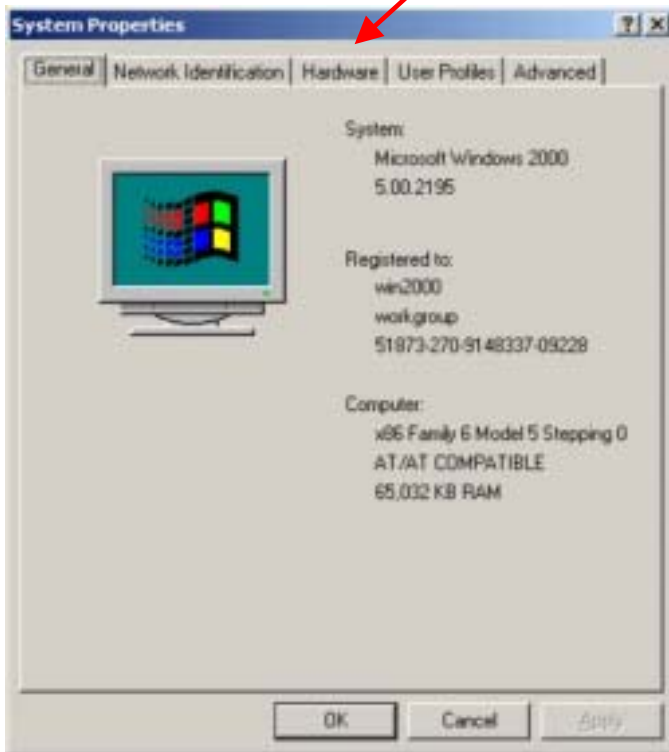 System Properties
General Network Identification Hardware User Profiles Advanced
System:
Microsoft Windows 2000
5.00.2195
Registered to:
win2000
workgroup
51873-270-9148337-09228
Computer:
x86 Family 6 Model 5 Stepping 0
AT/AT COMPATIBLE
65,032 KB RAM
OK Cancel Apply